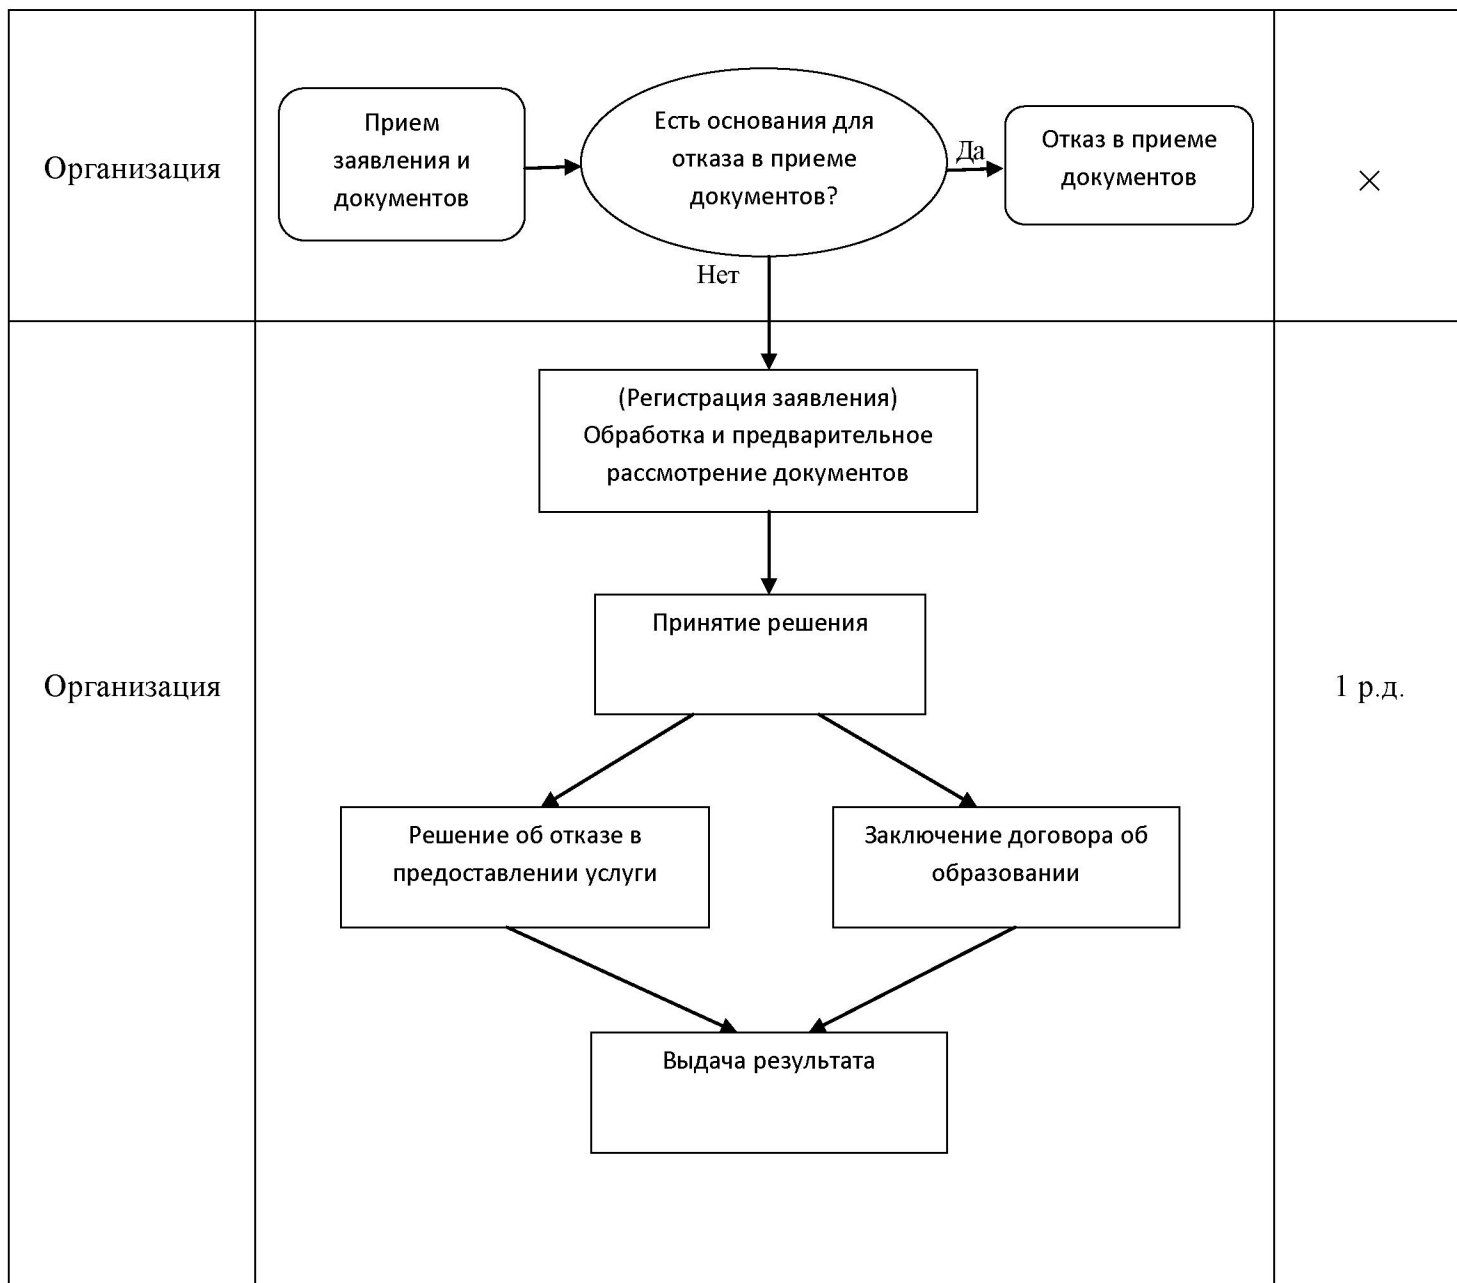 Организация
Прием
заявления и
документов
Есть основания для
отказа в приеме
документов?
Да
Отказ в приеме
документов
×
Нет
Организация
(Регистрация заявления)
Обработка и предварительное
рассмотрение документов
Принятие решения
1 р.д.
Решение об отказе в
предоставлении услуги
Заключение договора об
образовании
Выдача результата